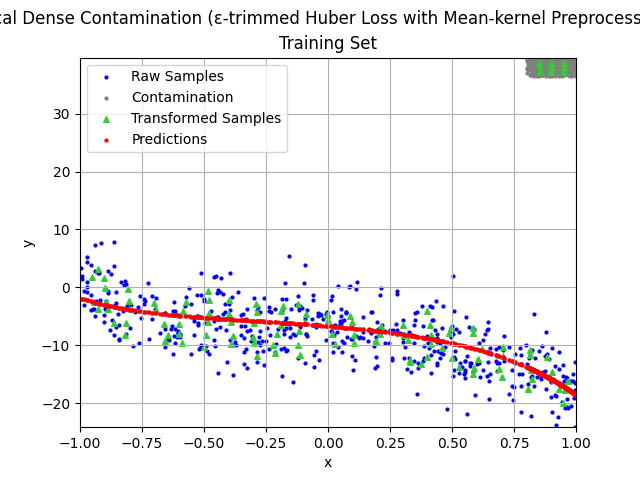 cal Dense Contamination (ε-trimmed Huber Loss with Mean-kernel Preprocess
Training Set
Raw Samples
Contamination
Transformed Samples
Predictions
y
30
20
10
0
−10
−20
−1.00 −0.75 −0.50 −0.25 0.00 0.25 0.50 0.75 1.00
x